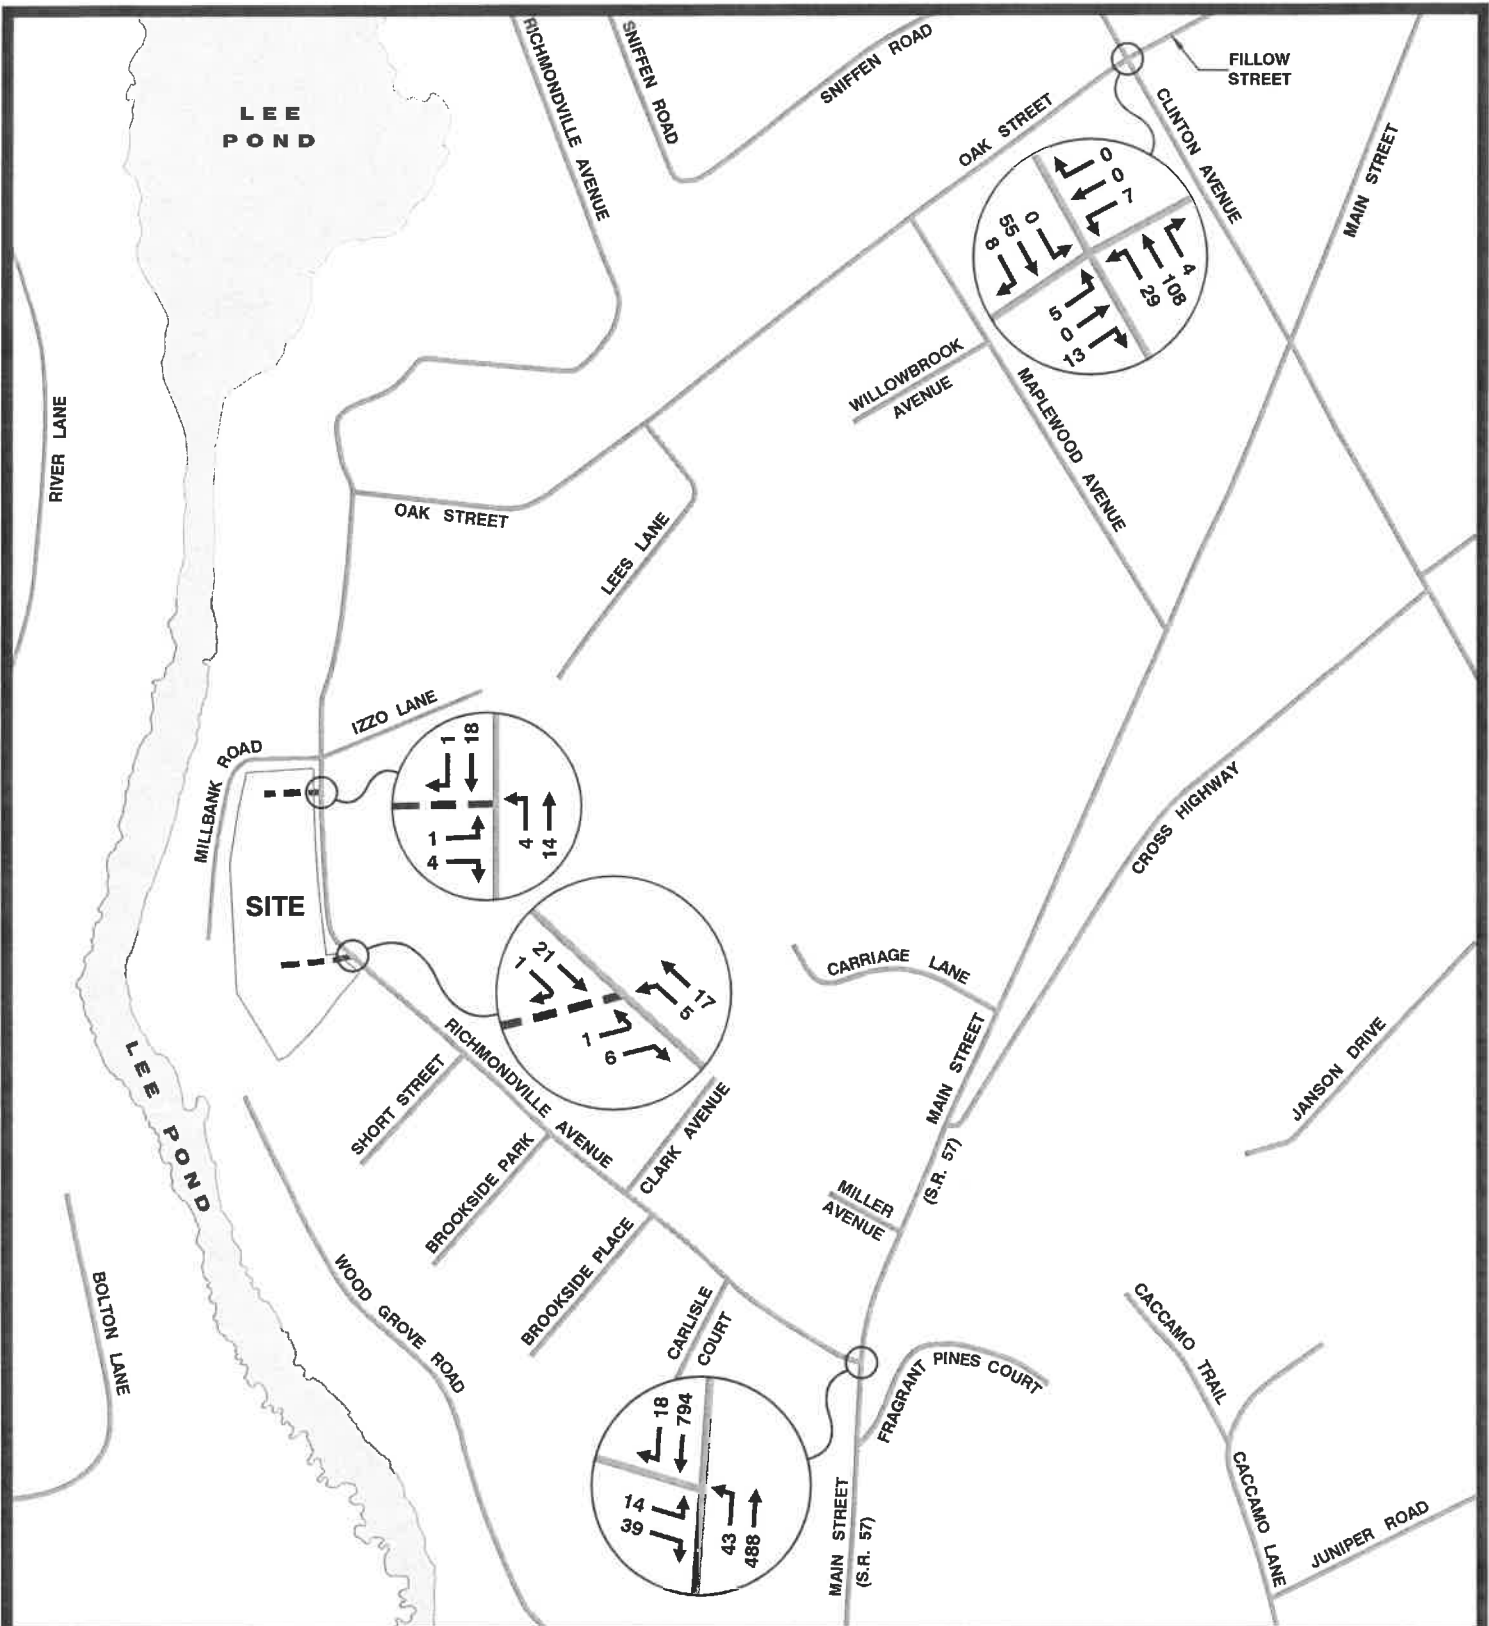 LEE
POND
RICHMONDVILLE AVENUE
SNIFFEN ROAD
SNIFFEN ROAD
FILLOW
STREET
OAK STREET
CLINTON AVENUE
MAIN STREET
0
0
7
0
55
8
4
108
29
5
0
13
WILLOWBROOK
AVENUE
MAPLEWOOD AVENUE
RIVER LANE
OAK STREET
LEES LANE
IZZO LANE
MILLBANK ROAD
1
18
1
4
4
14
CROSS HIGHWAY
SITE
21
1
17
5
1
6
CARRIAGE LANE
MAIN STREET
(S.R. 57)
JANSON DRIVE
LEE POND
RICHMONDVILLE AVENUE
SHORT STREET
BROOKSIDE PARK
CLARK AVENUE
BROOKSIDE PLACE
MILLER
AVENUE
WOOD GROVE ROAD
BOLTON LANE
CARLISLE
COURT
FRAGRANT PINES COURT
CACCAMO TRAIL
18
794
14
39
43
488
MAIN STREET
(S.R. 57)
CACCAMO LANE
JUNIPER ROAD